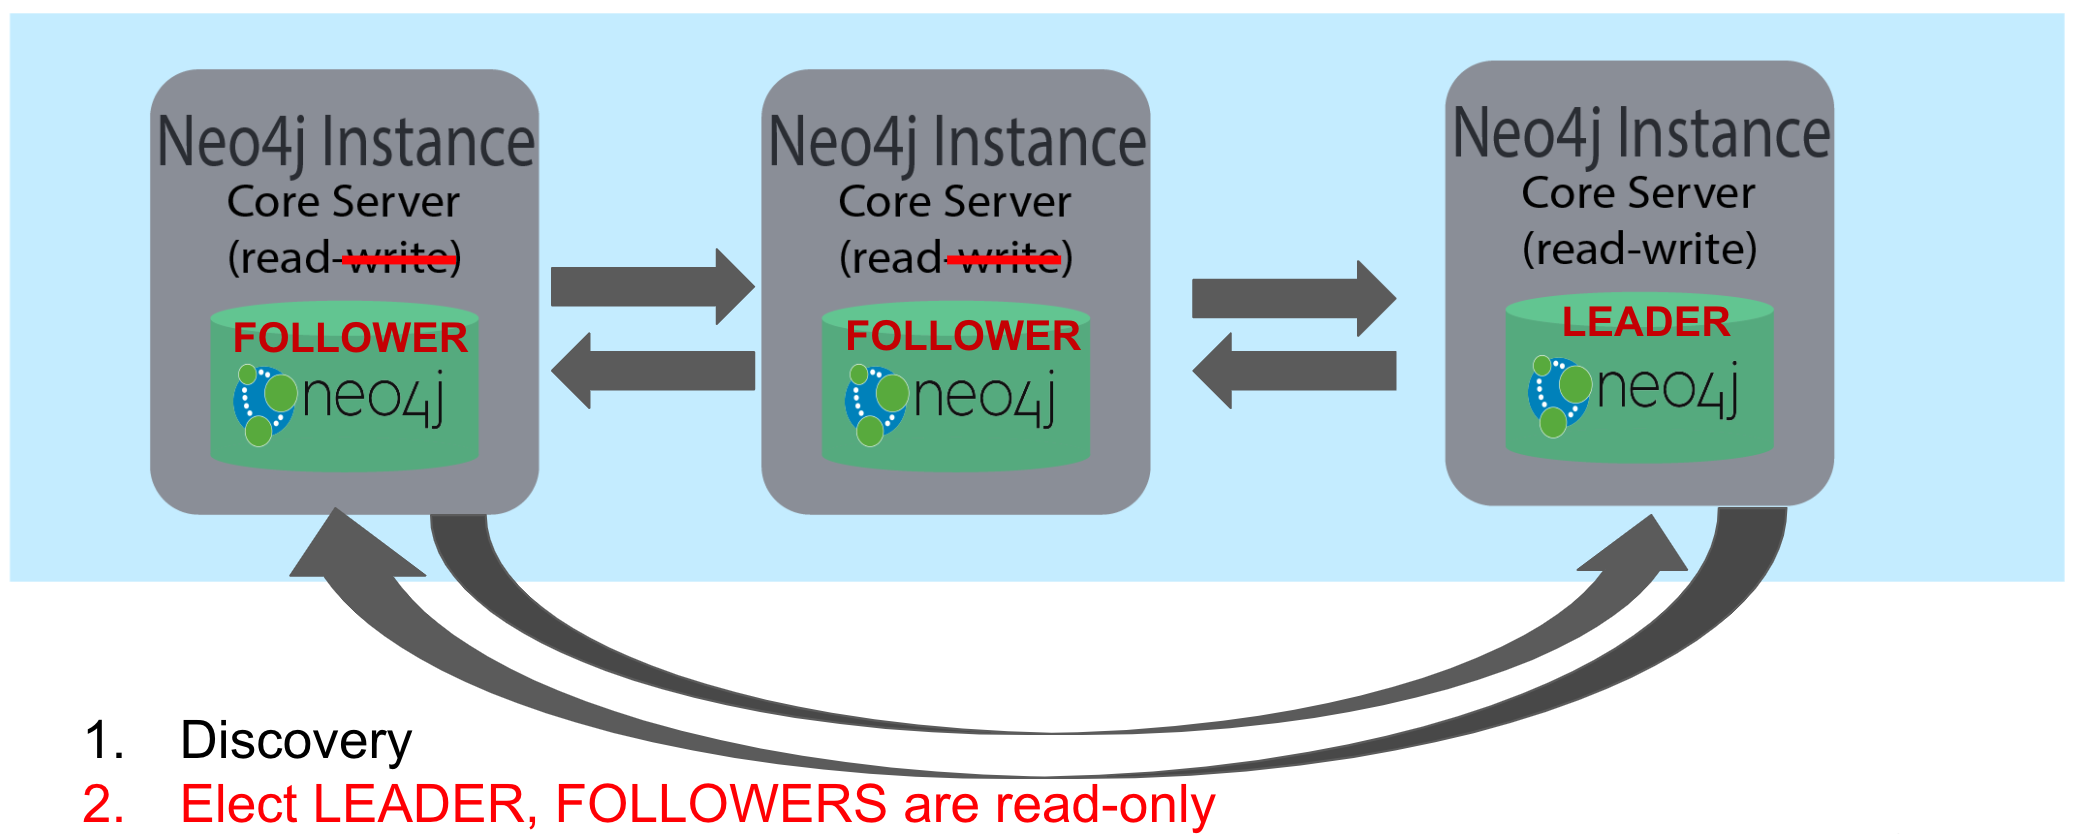 Neo4j Instance
Core Server
(read-write)
FOLLOWER
neo4j
Neo4j Instance
Core Server
(read-write)
FOLLOWER
neo4j
Neo4j Instance
Core Server
(read-write)
LEADER
neo4j
1. Discovery
2. Elect LEADER, FOLLOWERS are read-only